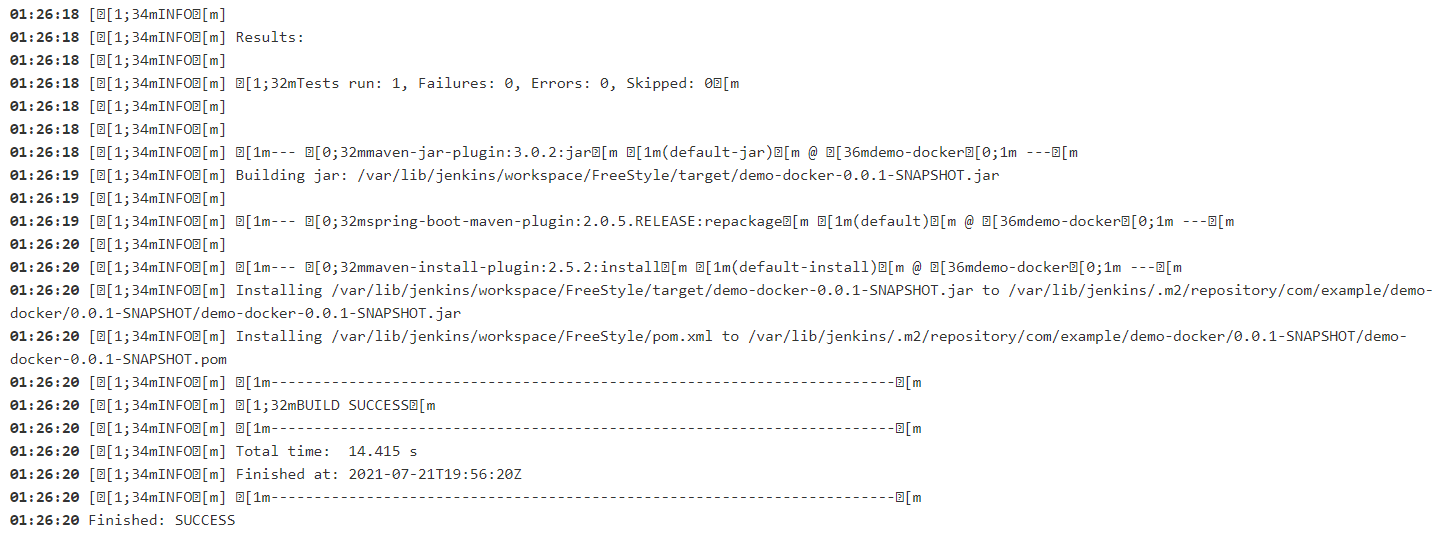 01:26:18 [␛[1;34mINFO␛[m]
01:26:18 [␛[1;34mINFO␛[m] Results:
01:26:18 [␛[1;34mINFO␛[m]
01:26:18 [␛[1;34mINFO␛[m] ␛[1;32mTests run: 1, Failures: 0, Errors: 0, Skipped: 0␛[m
01:26:18 [␛[1;34mINFO␛[m]
01:26:18 [␛[1;34mINFO␛[m]
01:26:18 [␛[1;34mINFO␛[m] ␛[1m--- ␛[0;32mmaven-jar-plugin:3.0.2:jar␛[m ␛[1m(default-jar)␛[m @ ␛[36mdemo-docker␛[0;1m ---␛[m
01:26:19 [␛[1;34mINFO␛[m] Building jar: /var/lib/jenkins/workspace/FreeStyle/target/demo-docker-0.0.1-SNAPSHOT.jar
01:26:19 [␛[1;34mINFO␛[m]
01:26:19 [␛[1;34mINFO␛[m] ␛[1m--- ␛[0;32mspring-boot-maven-plugin:2.0.5.RELEASE:repackage␛[m ␛[1m(default)␛[m @ ␛[36mdemo-docker␛[0;1m ---␛[m
01:26:20 [␛[1;34mINFO␛[m]
01:26:20 [␛[1;34mINFO␛[m] ␛[1m--- ␛[0;32mmaven-install-plugin:2.5.2:install␛[m ␛[1m(default-install)␛[m @ ␛[36mdemo-docker␛[0;1m ---␛[m
01:26:20 [␛[1;34mINFO␛[m] Installing /var/lib/jenkins/workspace/FreeStyle/target/demo-docker-0.0.1-SNAPSHOT.jar to /var/lib/jenkins/.m2/repository/com/example/demo-
docker/0.0.1-SNAPSHOT/demo-docker-0.0.1-SNAPSHOT.jar
01:26:20 [␛[1;34mINFO␛[m] Installing /var/lib/jenkins/workspace/FreeStyle/pom.xml to /var/lib/jenkins/.m2/repository/com/example/demo-docker/0.0.1-SNAPSHOT/demo-
docker-0.0.1-SNAPSHOT.pom
01:26:20 [␛[1;34mINFO␛[m] ␛[1m------------------------------------------------------------------------␛[m
01:26:20 [␛[1;34mINFO␛[m] ␛[1;32mBUILD SUCCESS␛[m
01:26:20 [␛[1;34mINFO␛[m] ␛[1m------------------------------------------------------------------------␛[m
01:26:20 [␛[1;34mINFO␛[m] Total time:  14.415 s
01:26:20 [␛[1;34mINFO␛[m] Finished at: 2021-07-21T19:56:20Z
01:26:20 [␛[1;34mINFO␛[m] ␛[1m------------------------------------------------------------------------␛[m
01:26:20 Finished: SUCCESS